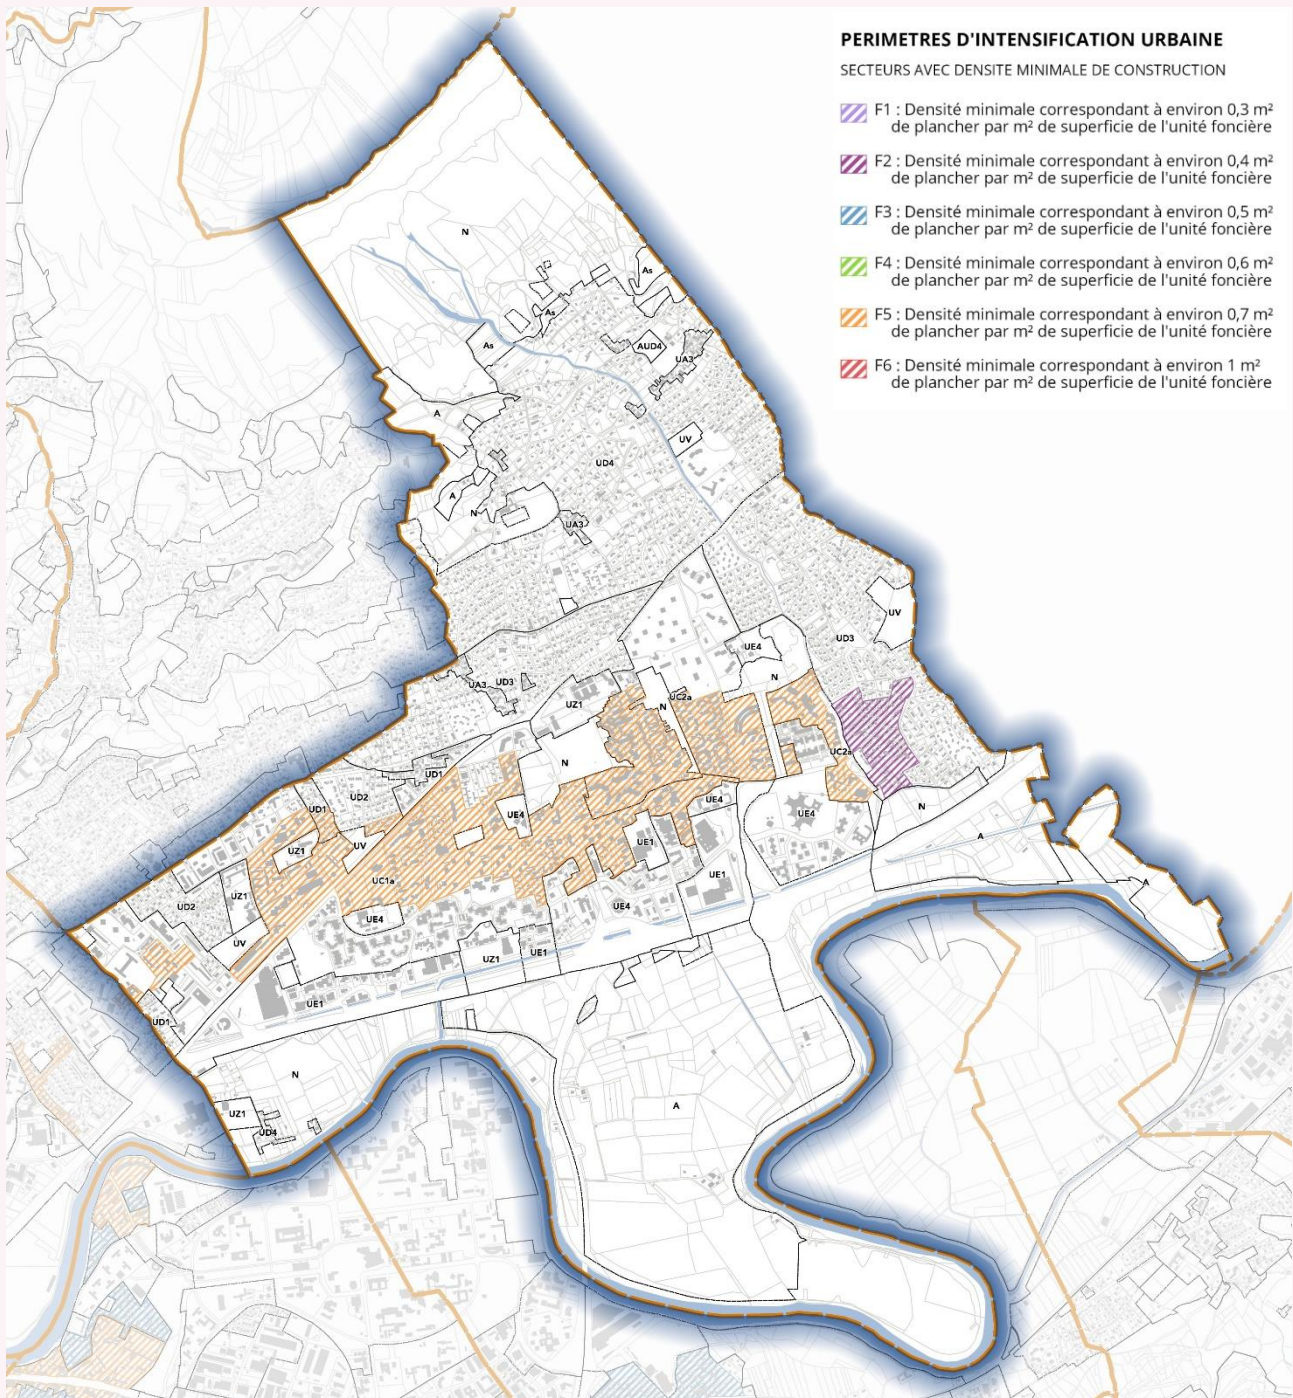 PERIMETRES D'INTENSIFICATION URBAINE
SECTEURS AVEC DENSITE MINIMALE DE CONSTRUCTION
F1 : Densité minimale correspondant à environ 0,3 m²
de plancher par m² de superficie de l'unité foncière
F2 : Densité minimale correspondant à environ 0,4 m²
de plancher par m² de superficie de l'unité foncière
F3 : Densité minimale correspondant à environ 0,5 m²
de plancher par m² de superficie de l'unité foncière
F4 : Densité minimale correspondant à environ 0,6 m²
de plancher par m² de superficie de l'unité foncière
F5 : Densité minimale correspondant à environ 0,7 m²
de plancher par m² de superficie de l'unité foncière
F6 : Densité minimale correspondant à environ 1 m²
de plancher par m² de superficie de l'unité foncière
N
As
As
As
AUD4
UA3
A
UV
UD4
A
N
UA3
UV
UD3
UE4
N
UA3
UD3
UZ1
UC2a
N
UC2a
N
UD1
UD2
UD1
UE4
UE4
UE4
N
A
UZ1
UV
UE1
UC1a
UE1
A
UZ1
UD2
UE4
UE4
UV
UZ1
UE1
UE1
UD1
N
A
UZ1
UD4